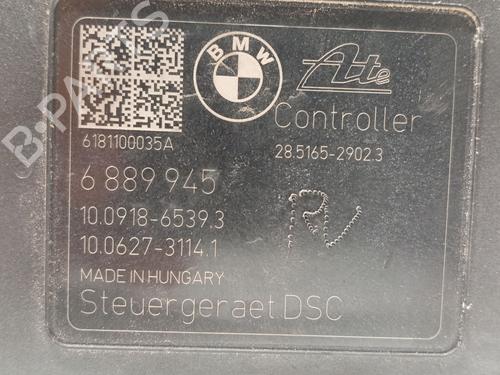 BMW
Ate
Controller
6181100035A
28.5165-2902.3
6 889 945
10.0918-6539.3
10.0627-3114.1
RV
MADE IN HUNGARY
Steuergeraet DSC
B-PARTS